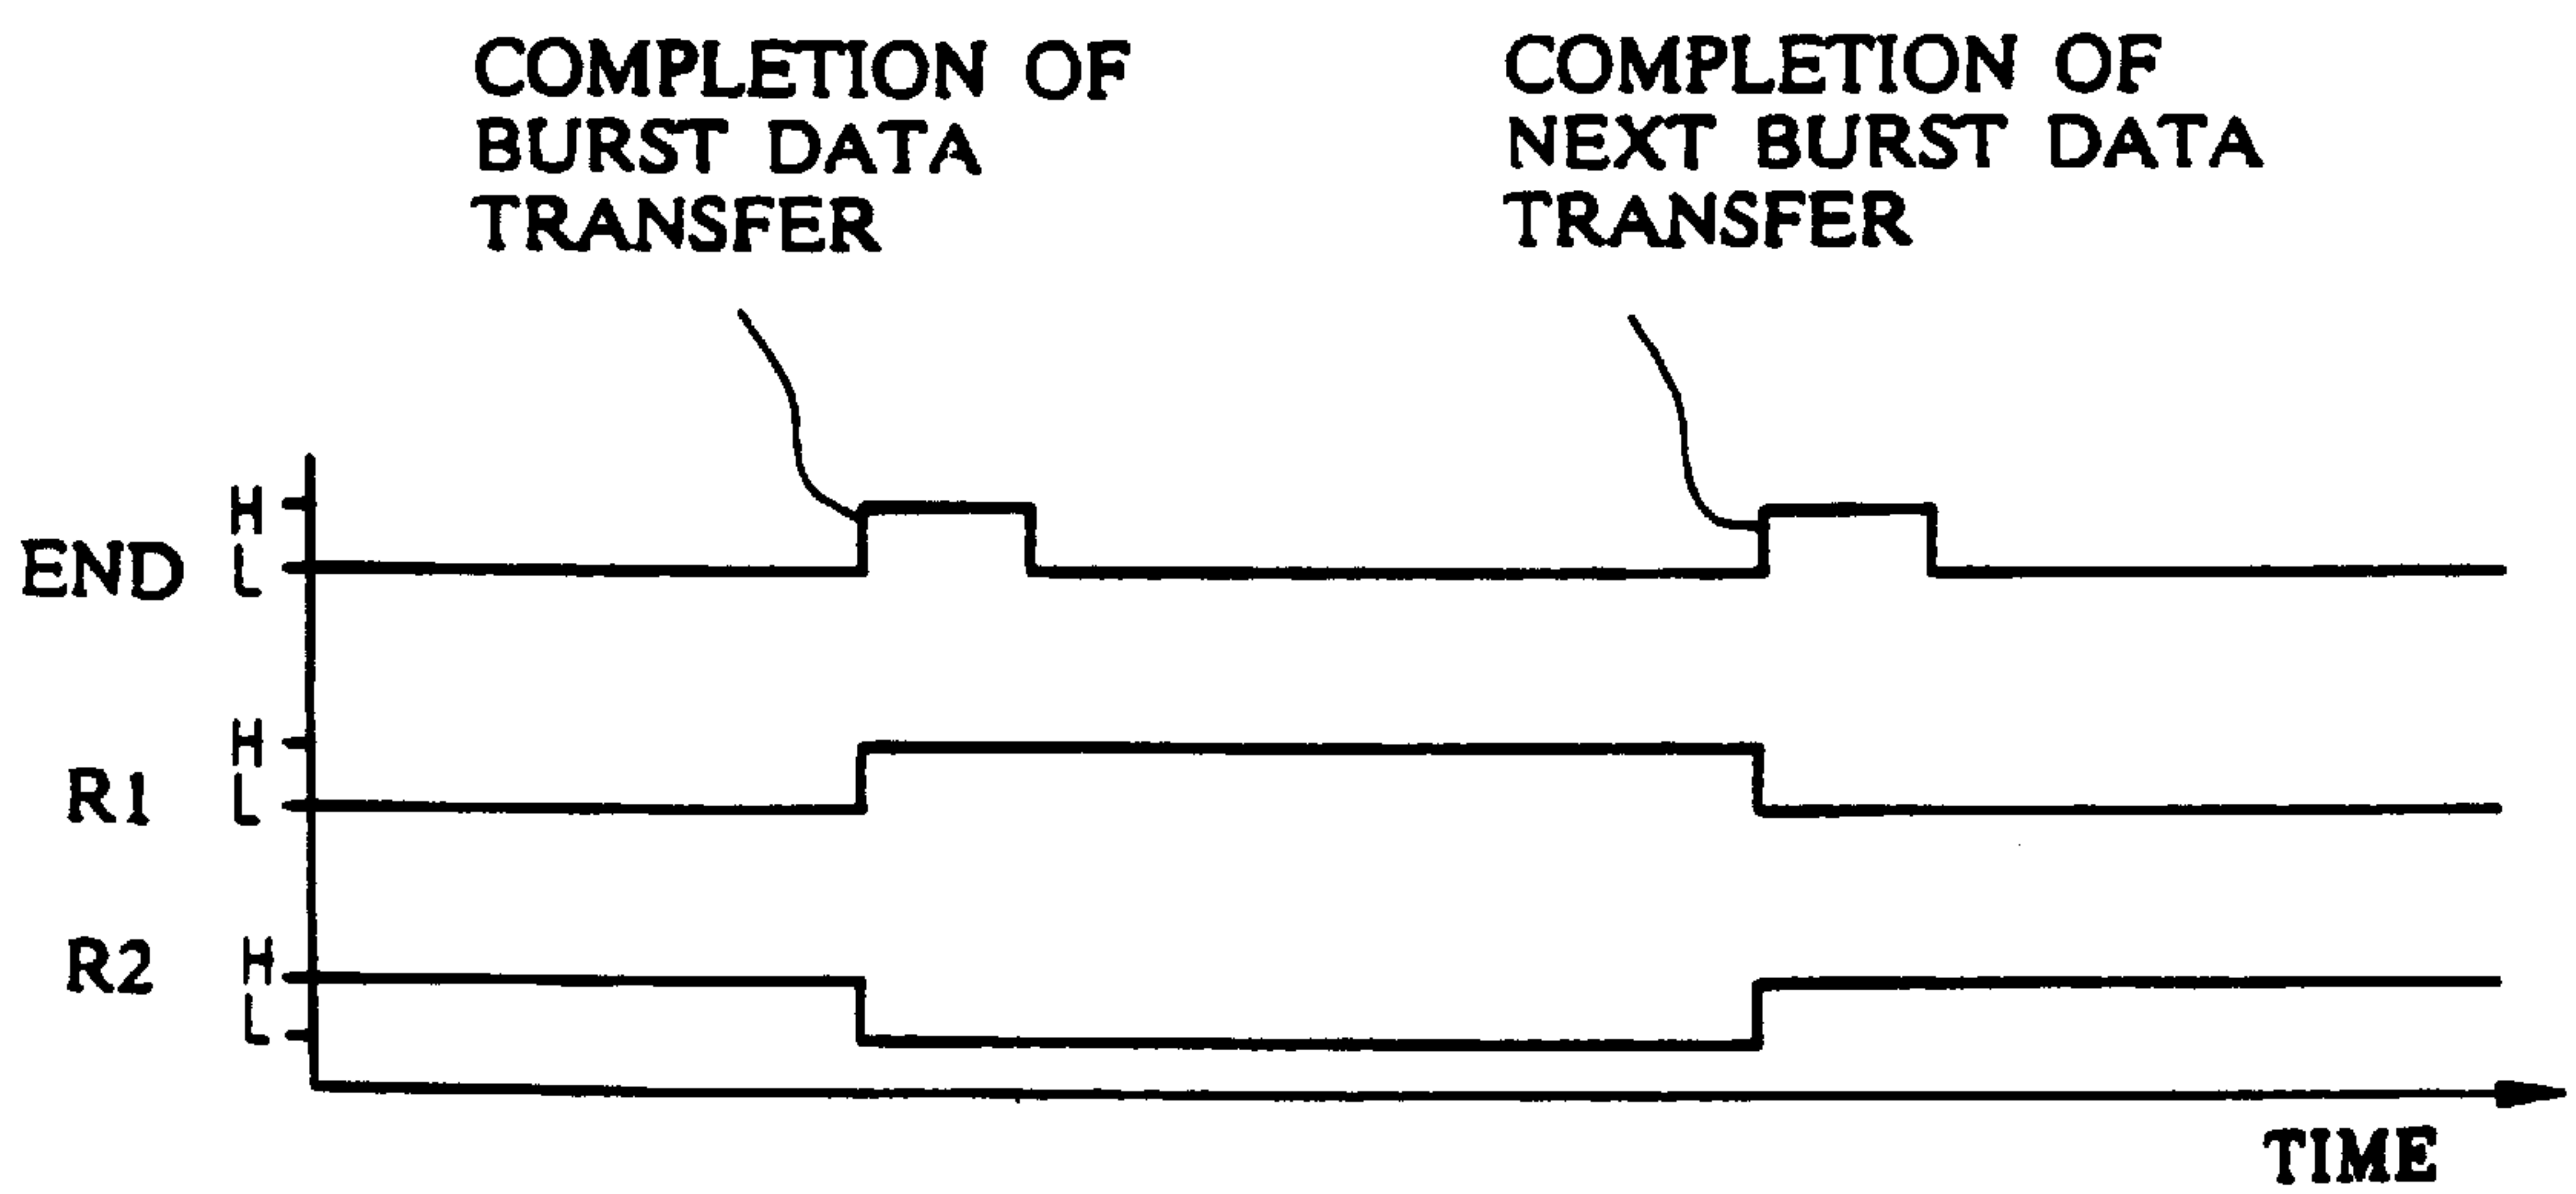 COMPLETION OF
BURST DATA
TRANSFER
COMPLETION OF
NEXT BURST DATA
TRANSFER
H
END L
H
R1 L
R2 H
L
TIME